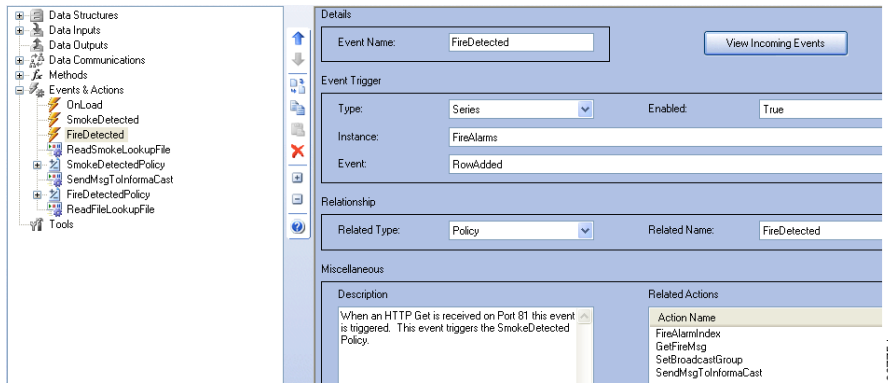 Data Structures
Data Inputs
Data Outputs
Data Communications
fx Methods
Events & Actions
OnLoad
SmokeDetected
FireDetected
ReadSmokeLookupFile
SmokeDetectedPolicy
SendMsgToInformaCast
FireDetectedPolicy
ReadFileLookupFile
Tools
Details
Event Name: FireDetected View Incoming Events
Event Trigger
Type: Series Enabled: True
Instance: FireAlarms
Event: RowAdded
Relationship
Related Type: Policy Related Name: FireDetected
Miscellaneous
Description
When an HTTP Get is received on Port 81 this event
is triggered. This event triggers the SmokeDetected
Policy.
Related Actions
Action Name
FireAlarmIndex
GetFireMsg
SetBroadcastGroup
SendMsgToInformaCast